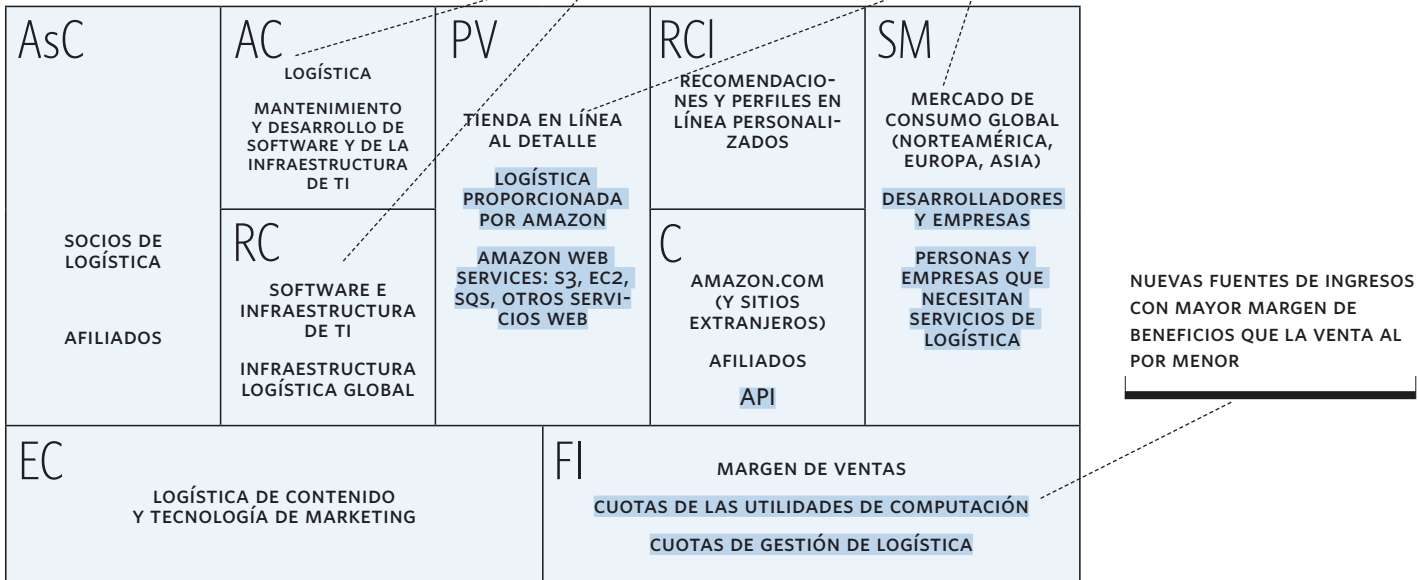 AsC
SOCIOS DE
LOGÍSTICA
AFILIADOS
AC
LOGÍSTICA
MANTENIMIENTO
Y DESARROLLO DE
SOFTWARE Y DE LA
INFRAESTRUCTURA
DE TI
RC
SOFTWARE E
INFRAESTRUCTURA
DE TI
INFRAESTRUCTURA
LOGÍSTICA GLOBAL
PV
TIENDA EN LÍNEA
AL DETALLE
LOGÍSTICA
PROPORCIONADA
POR AMAZON
AMAZON WEB
SERVICES: S3, EC2,
SQS, OTROS SERVI-
CIOS WEB
RCl
RECOMENDACIO-
NES Y PERFILES EN
LÍNEA PERSONALI-
ZADOS
C
AMAZON.COM
(Y SITIOS
EXTRANJEROS)
AFILIADOS
API
SM
MERCADO DE
CONSUMO GLOBAL
(NORTEAMÉRICA,
EUROPA, ASIA)
DESARROLLADORES
Y EMPRESAS
PERSONAS Y
EMPRESAS QUE
NECESITAN
SERVICIOS DE
LOGÍSTICA
EC
LOGÍSTICA DE CONTENIDO
Y TECNOLOGÍA DE MARKETING
FI
MARGEN DE VENTAS
CUOTAS DE LAS UTILIDADES DE COMPUTACIÓN
CUOTAS DE GESTIÓN DE LOGÍSTICA
NUEVAS FUENTES DE INGRESOS
CON MAYOR MARGEN DE
BENEFICIOS QUE LA VENTA AL
POR MENOR